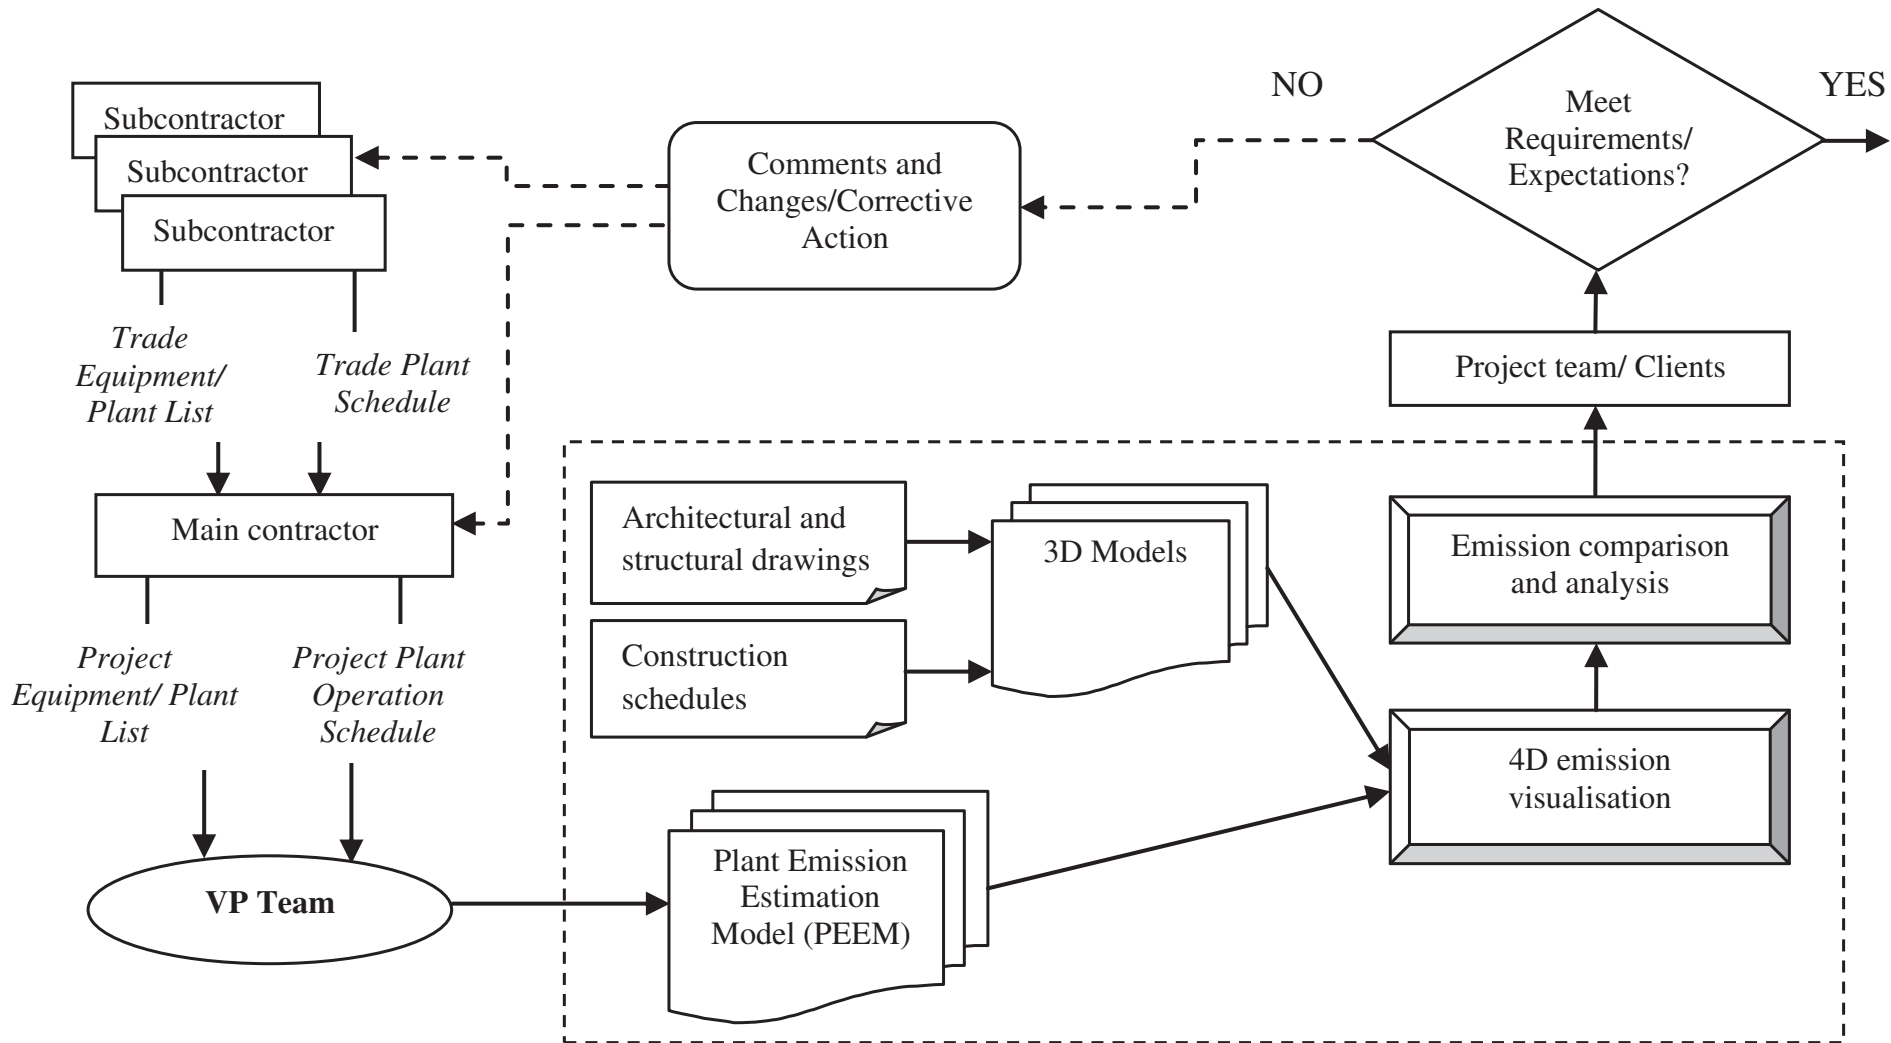 NO
YES
Meet
Requirements/
Expectations?
Subcontractor
Subcontractor
Subcontractor
Comments and
Changes/Corrective
Action
Trade
Equipment/
Plant List
Trade Plant
Schedule
Project team/ Clients
Main contractor
Architectural and
structural drawings
3D Models
Emission comparison
and analysis
Construction
schedules
Project
Equipment/ Plant
List
Project Plant
Operation
Schedule
4D emission
visualisation
Plant Emission
Estimation
Model (PEEM)
VP Team